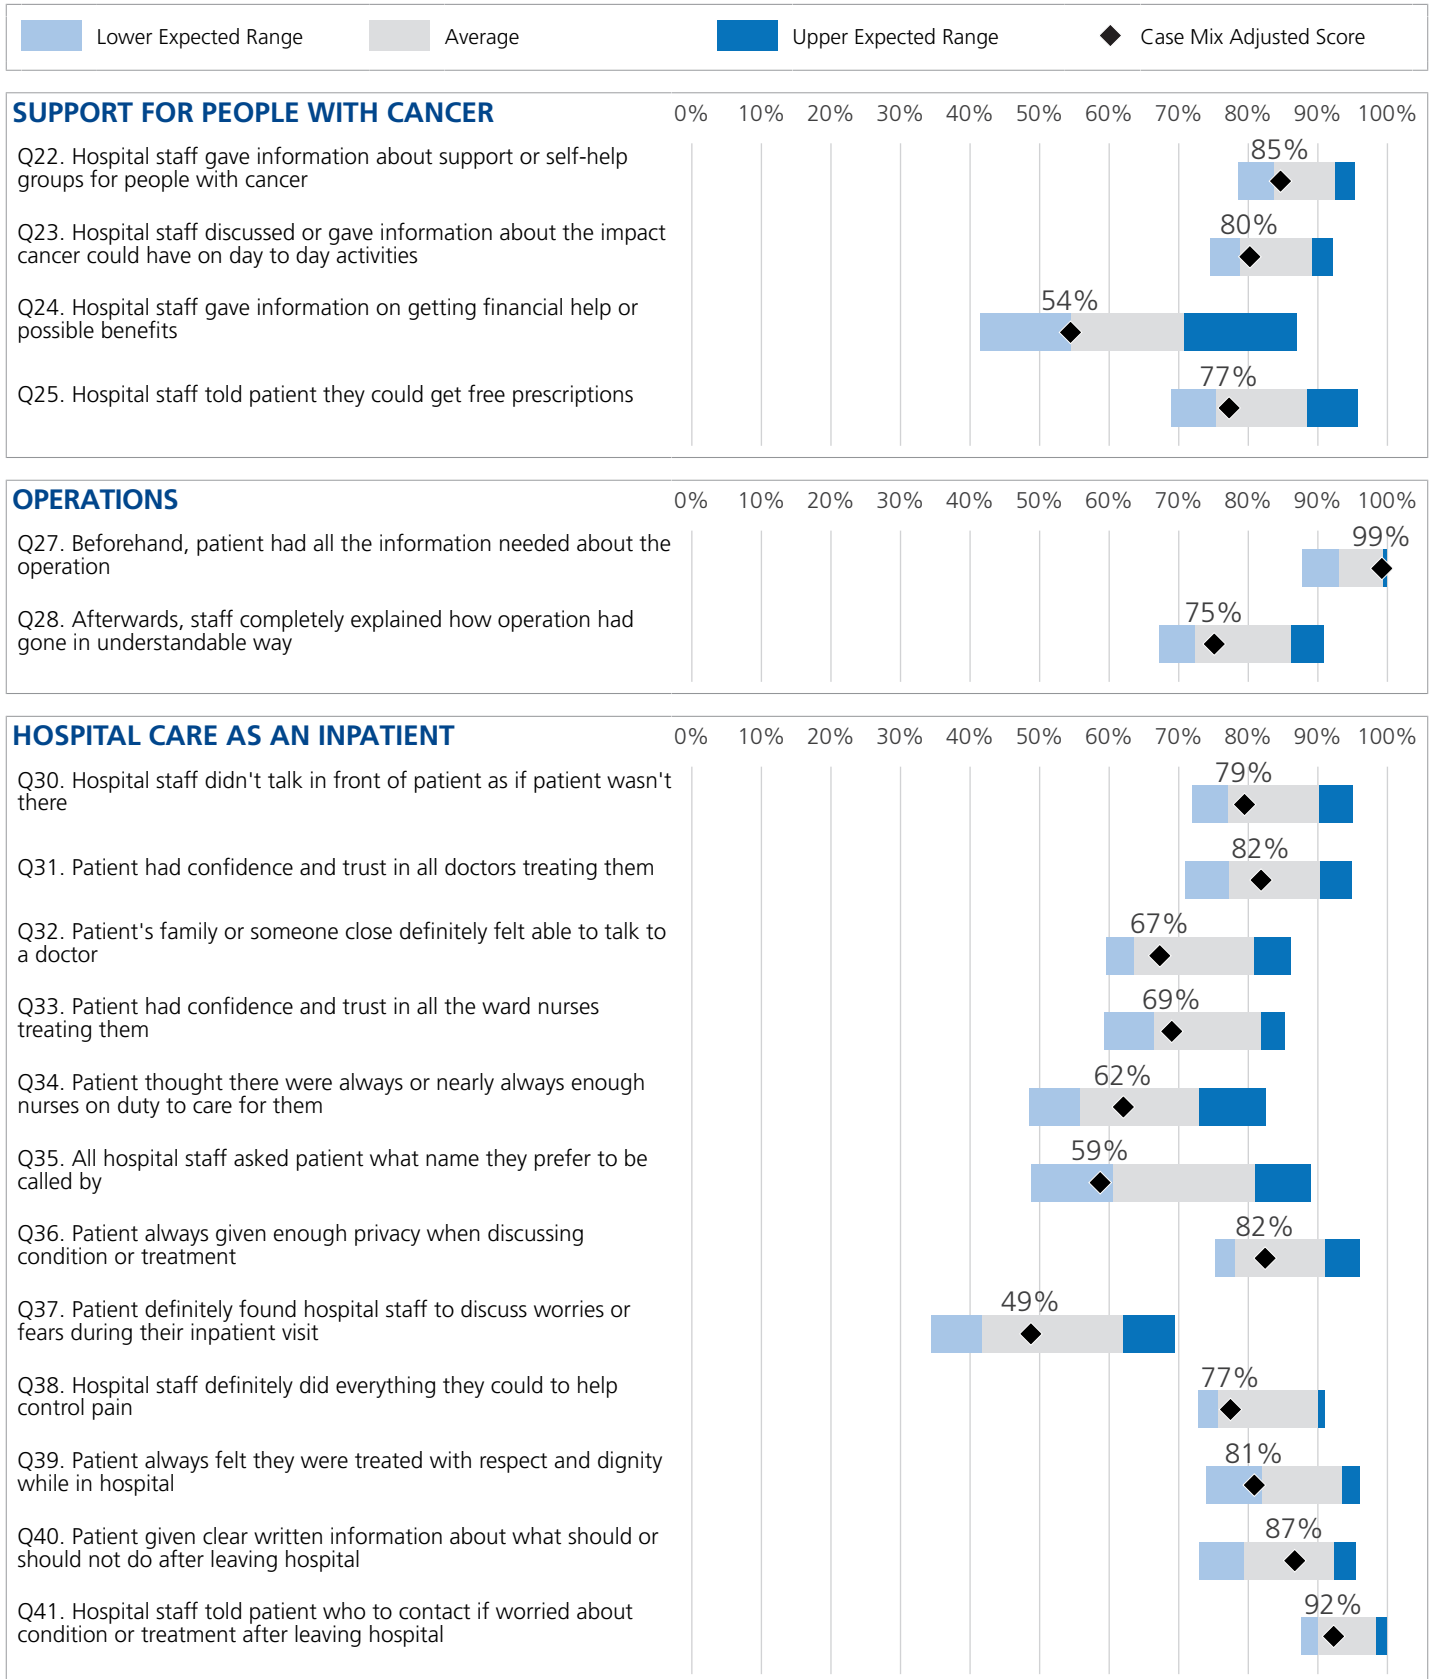 Lower Expected Range Average Upper Expected Range Case Mix Adjusted Score
SUPPORT FOR PEOPLE WITH CANCER 0% 10% 20% 30% 40% 50% 60% 70% 80% 90% 100%
Q22. Hospital staff gave information about support or self-help
groups for people with cancer
85%
Q23. Hospital staff discussed or gave information about the impact
cancer could have on day to day activities
80%
Q24. Hospital staff gave information on getting financial help or
possible benefits
54%
Q25. Hospital staff told patient they could get free prescriptions
77%
OPERATIONS 0% 10% 20% 30% 40% 50% 60% 70% 80% 90% 100%
Q27. Beforehand, patient had all the information needed about the
operation
99%
Q28. Afterwards, staff completely explained how operation had
gone in understandable way
75%
HOSPITAL CARE AS AN INPATIENT 0% 10% 20% 30% 40% 50% 60% 70% 80% 90% 100%
Q30. Hospital staff didn't talk in front of patient as if patient wasn't
there
79%
Q31. Patient had confidence and trust in all doctors treating them
82%
Q32. Patient's family or someone close definitely felt able to talk to
a doctor
67%
Q33. Patient had confidence and trust in all the ward nurses
treating them
69%
Q34. Patient thought there were always or nearly always enough
nurses on duty to care for them
62%
Q35. All hospital staff asked patient what name they prefer to be
called by
59%
Q36. Patient always given enough privacy when discussing
condition or treatment
82%
Q37. Patient definitely found hospital staff to discuss worries or
fears during their inpatient visit
49%
Q38. Hospital staff definitely did everything they could to help
control pain
77%
Q39. Patient always felt they were treated with respect and dignity
while in hospital
81%
Q40. Patient given clear written information about what should or
should not do after leaving hospital
87%
Q41. Hospital staff told patient who to contact if worried about
condition or treatment after leaving hospital
92%